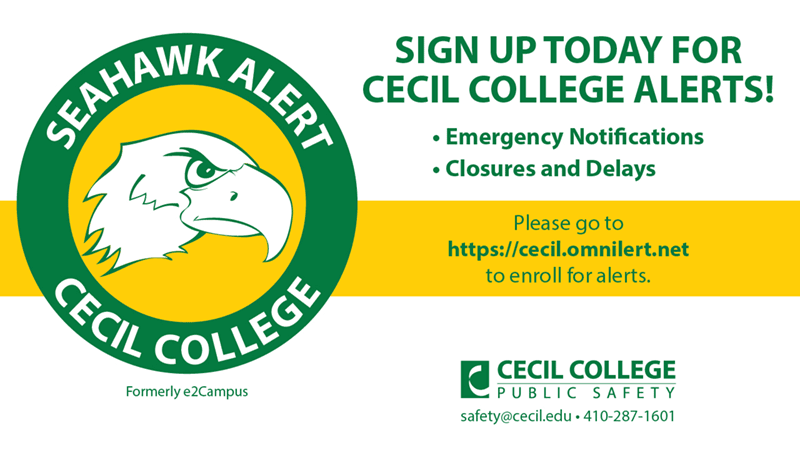 SEAHAWK ALERT
CECIL COLLEGE
Formerly e2Campus
SIGN UP TODAY FOR
CECIL COLLEGE ALERTS!
• Emergency Notifications
• Closures and Delays
Please go to
https://cecil.omnilert.net
to enroll for alerts.
CECIL COLLEGE
PUBLIC SAFETY
safety@cecil.edu • 410-287-1601